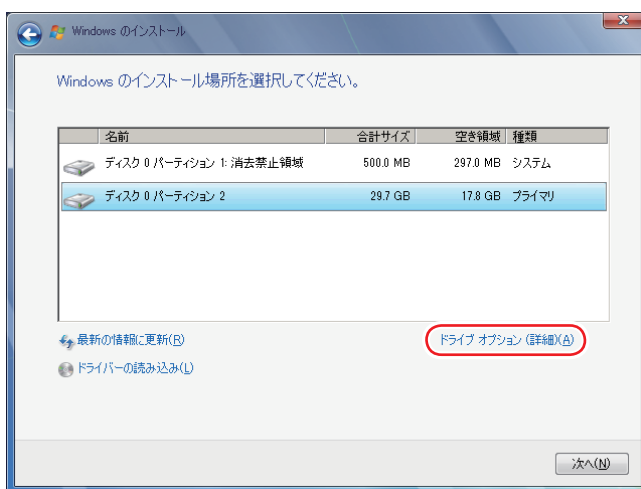 Windows のインストール
Windows のインストール場所を選択してください。
名前 合計サイズ 空き領域 種類
ディスク 0 パーティション 1: 消去禁止領域 500.0 MB 297.0 MB システム
ディスク 0 パーティション 2 29.7 GB 17.8 GB プライマリ
最新の情報に更新(R) ドライブ オプション (詳細)(A)
ドライバーの読み込み(L)
次へ(N)